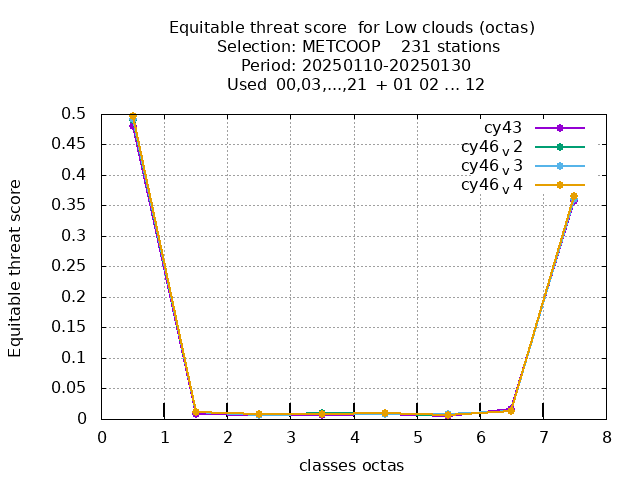 Equitable threat score  for Low clouds (octas)
Selection: METCOOP    231 stations
Period: 20250110-20250130
Used  00,03,...,21  + 01 02 ... 12
cy43
cy46v2
cy46v3
cy46v4
Equitable threat score
0.5
0.45
0.4
0.35
0.3
0.25
0.2
0.15
0.1
0.05
0
0 1 2 3 4 5 6 7 8
classes octas